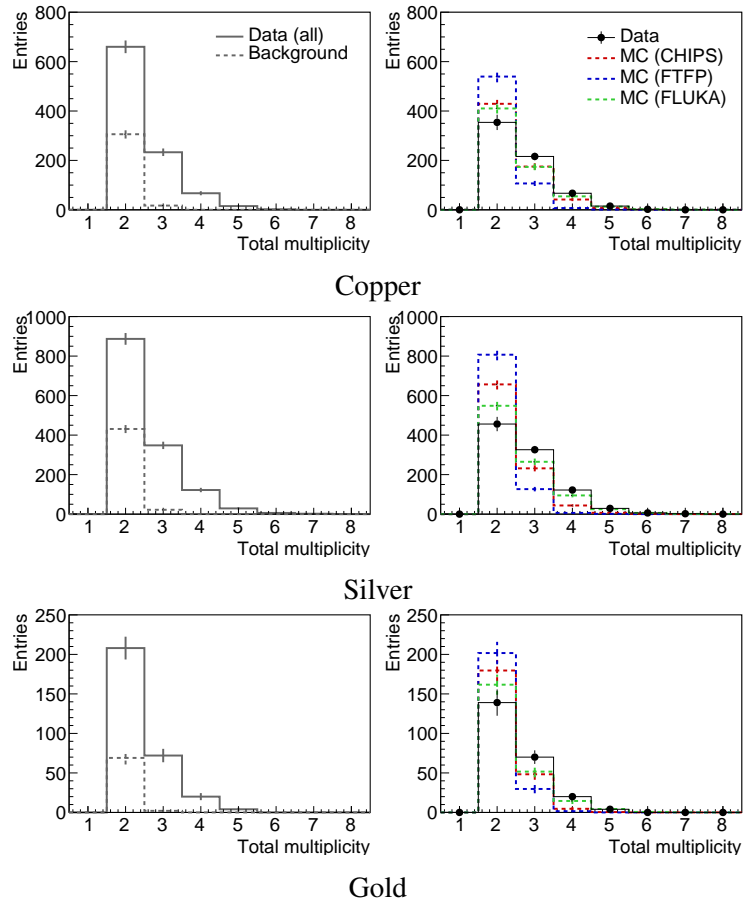 Entries
800
600
400
200
0
1 2 3 4 5 6 7 8
Total multiplicity
Data (all)
Background
Entries
800
600
400
200
0
1 2 3 4 5 6 7 8
Total multiplicity
Data
MC (CHIPS)
MC (FTFP)
MC (FLUKA)
Copper
Entries
1000
800
600
400
200
0
1 2 3 4 5 6 7 8
Total multiplicity
Entries
1000
800
600
400
200
0
1 2 3 4 5 6 7 8
Total multiplicity
Silver
Entries
250
200
150
100
50
0
1 2 3 4 5 6 7 8
Total multiplicity
Entries
250
200
150
100
50
0
1 2 3 4 5 6 7 8
Total multiplicity
Gold